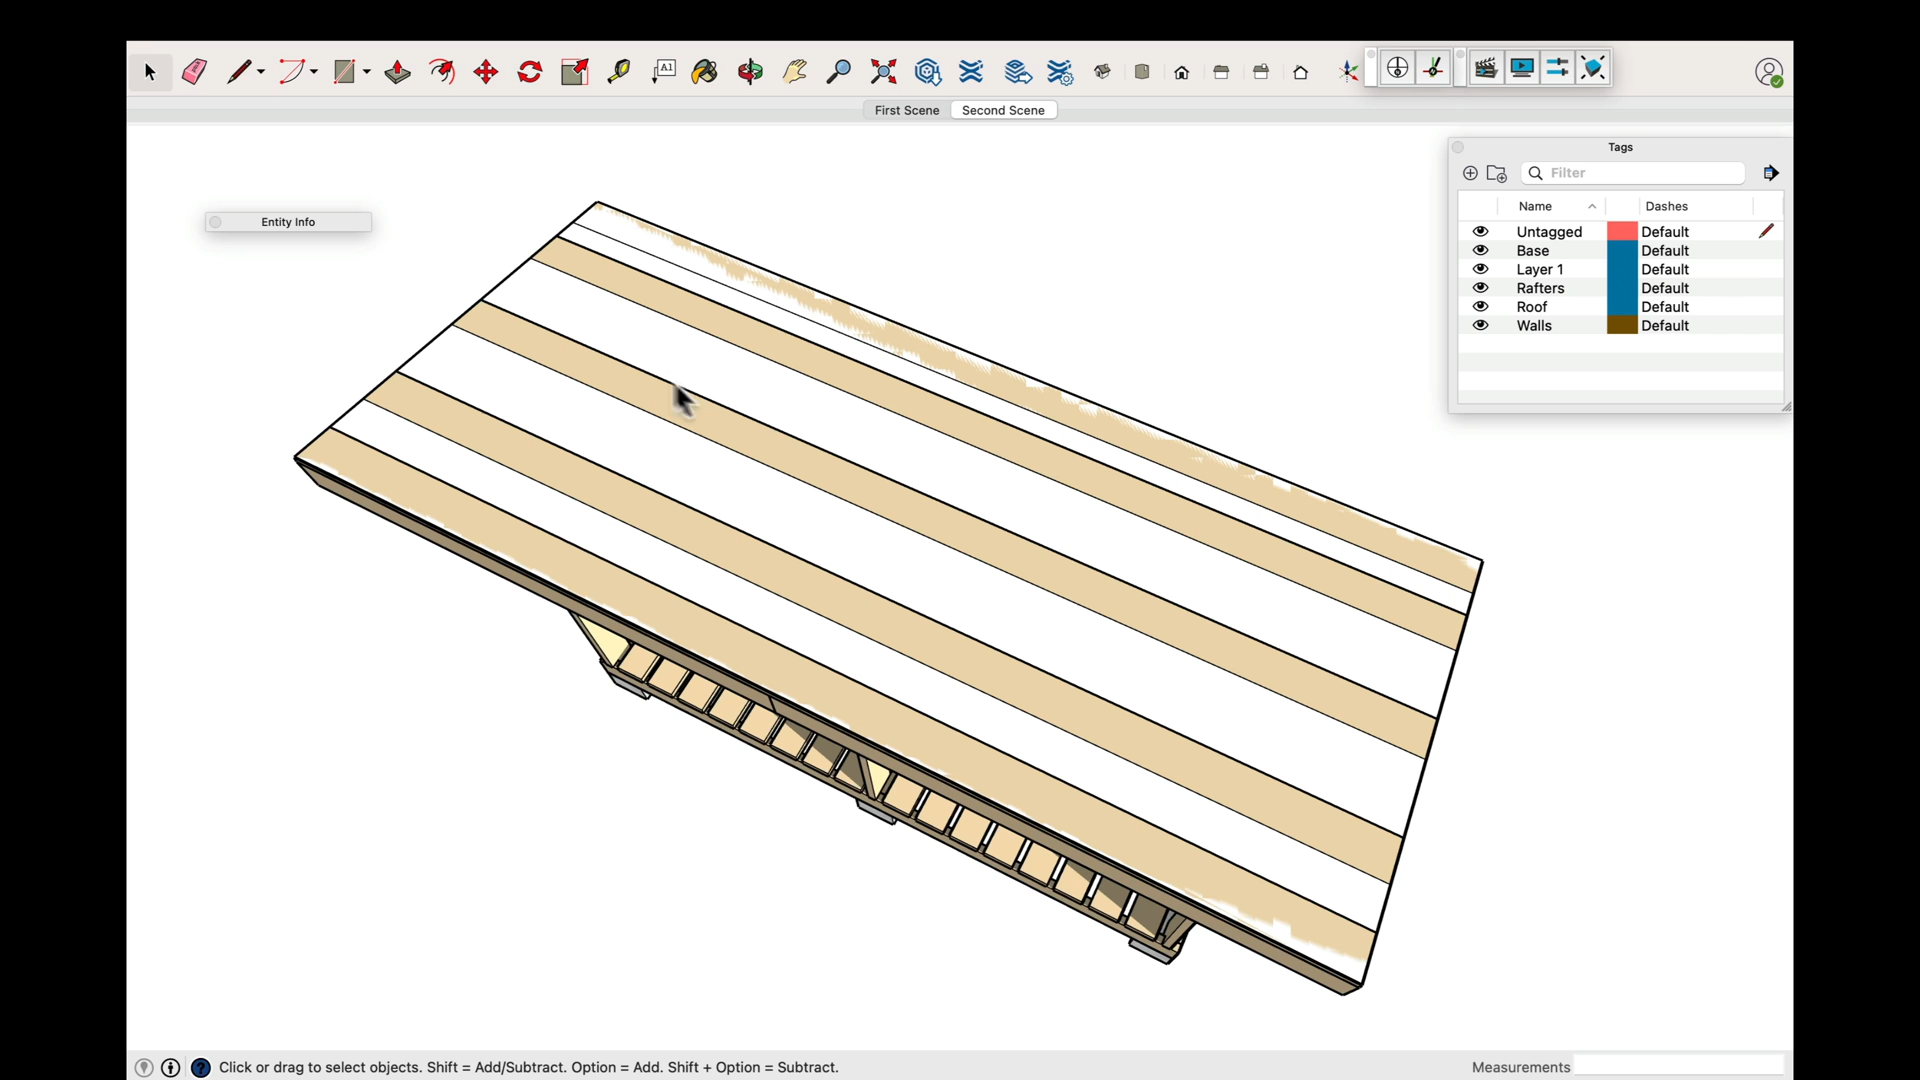 A1
First Scene Second Scene
Tags
Filter
Entity Info
Name Dashes
Untagged Default
Base Default
Layer 1 Default
Rafters Default
Roof Default
Walls Default
Click or drag to select objects. Shift = Add/Subtract. Option = Add. Shift + Option = Subtract.
Measurements